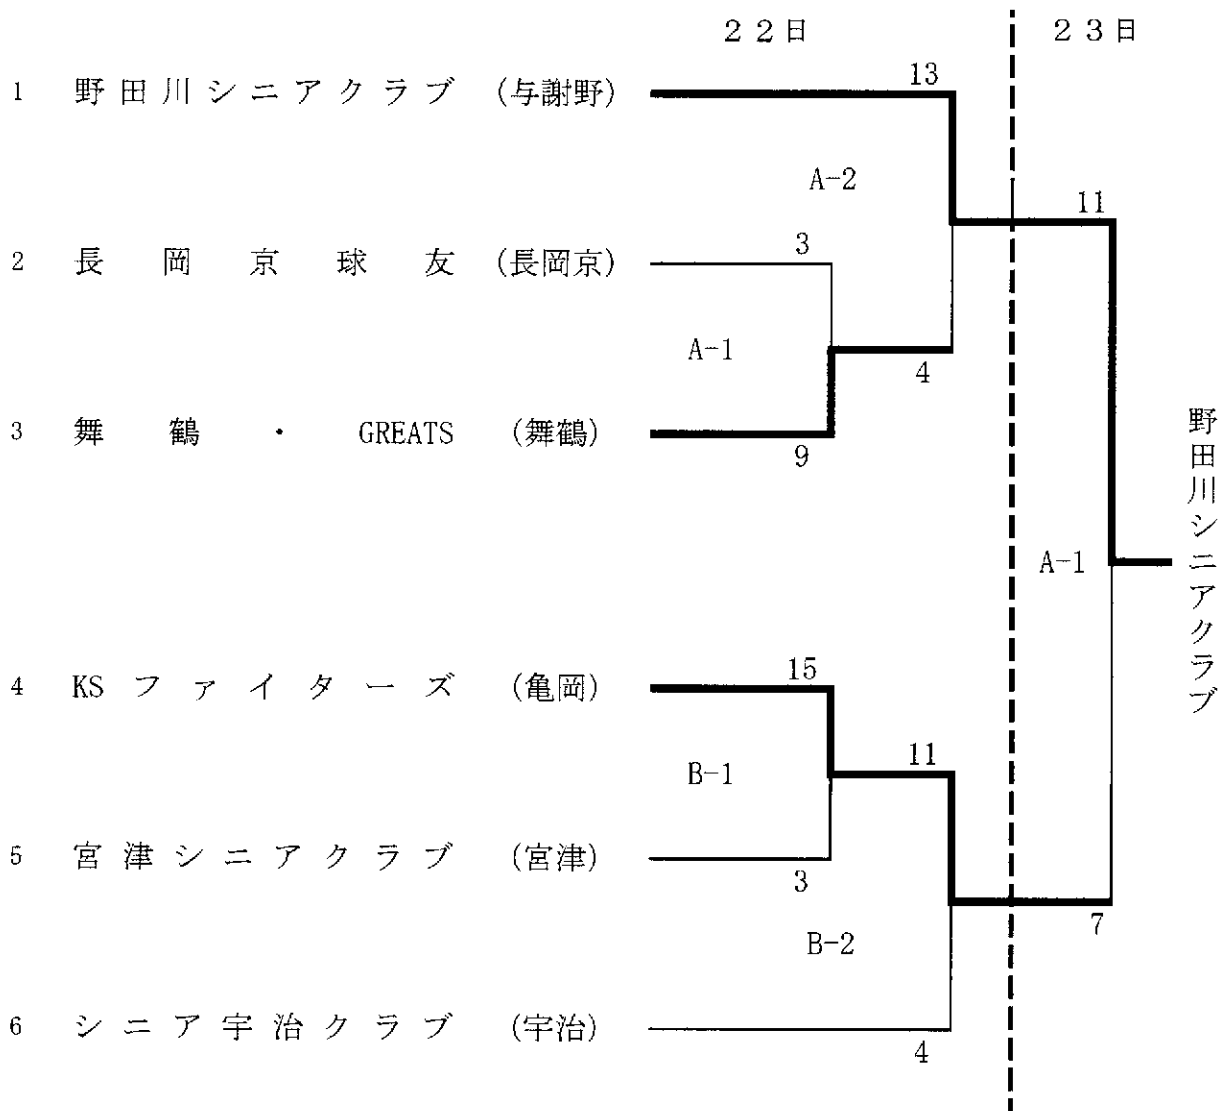 22日 23日
1 野田川シニアクラブ (与謝野) 13
A-2
11
2 長岡京球友 (長岡京) 3
A-1
4
3 舞鶴・GREATS (舞鶴) 9
野田川シニアクラブ
A-1
4 KSファイターズ (亀岡) 15
11
B-1
5 宮津シニアクラブ (宮津) 3
7
B-2
6 シニア宇治クラブ (宇治) 4